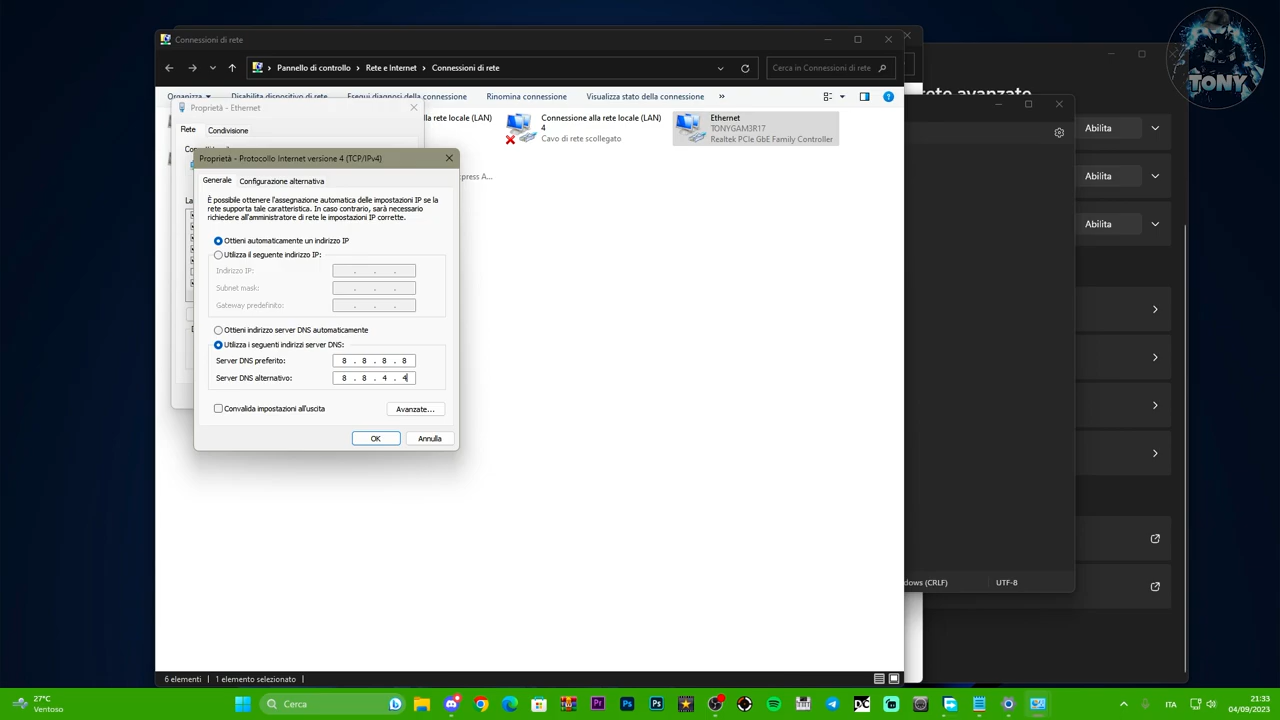 Connessioni di rete
Pannello di controllo
Rete e Internet
Connessioni di rete
Cerca in Connessioni di rete
Organizza
Disabilita dispositivo di rete
Esegui diagnosi della connessione
Rinomina connessione
Visualizza stato della connessione
»
alla rete locale (LAN)
Connessione alla rete locale (LAN)
4
Cavo di rete scollegato
Ethernet
TONYGAM3R17
Realtek PCIe GbE Family Controller
press A...
Proprietà - Ethernet
Rete
Condivisione
Proprietà - Protocollo Internet versione 4 (TCP/IPv4)
Generale
Configurazione alternativa
È possibile ottenere l'assegnazione automatica delle impostazioni IP se la
rete supporta tale caratteristica. In caso contrario, sarà necessario
richiedere all'amministratore di rete le impostazioni IP corrette.
Ottieni automaticamente un indirizzo IP
Utilizza il seguente indirizzo IP:
Indirizzo IP:
Subnet mask:
Gateway predefinito:
Ottieni indirizzo server DNS automaticamente
Utilizza i seguenti indirizzi server DNS:
Server DNS preferito:
8 . 8 . 8 . 8
Server DNS alternativo:
8 . 8 . 4 . 4
Convalida impostazioni all'uscita
Avanzate...
OK
Annulla
6 elementi
1 elemento selezionato
rete avanzate
Abilita
Abilita
Abilita
dows (CRLF)
UTF-8
TONY
27°C
Ventoso
Cerca
ITA
21:33
04/09/2023